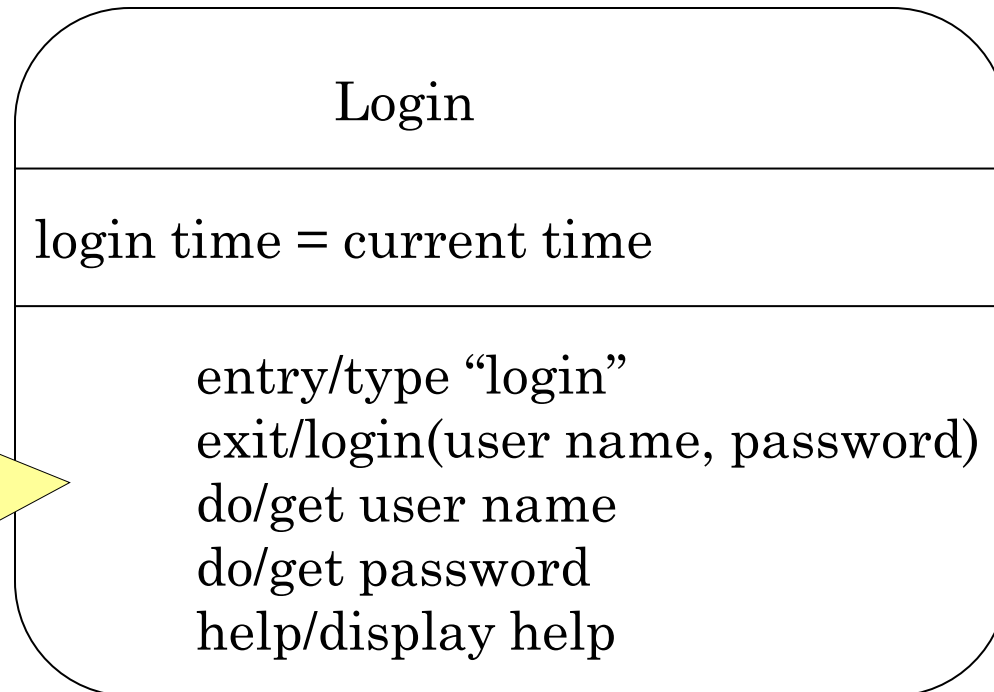 Login
login time = current time
entry/type “login”
exit/login(user name, password)
do/get user name
do/get password
help/display help